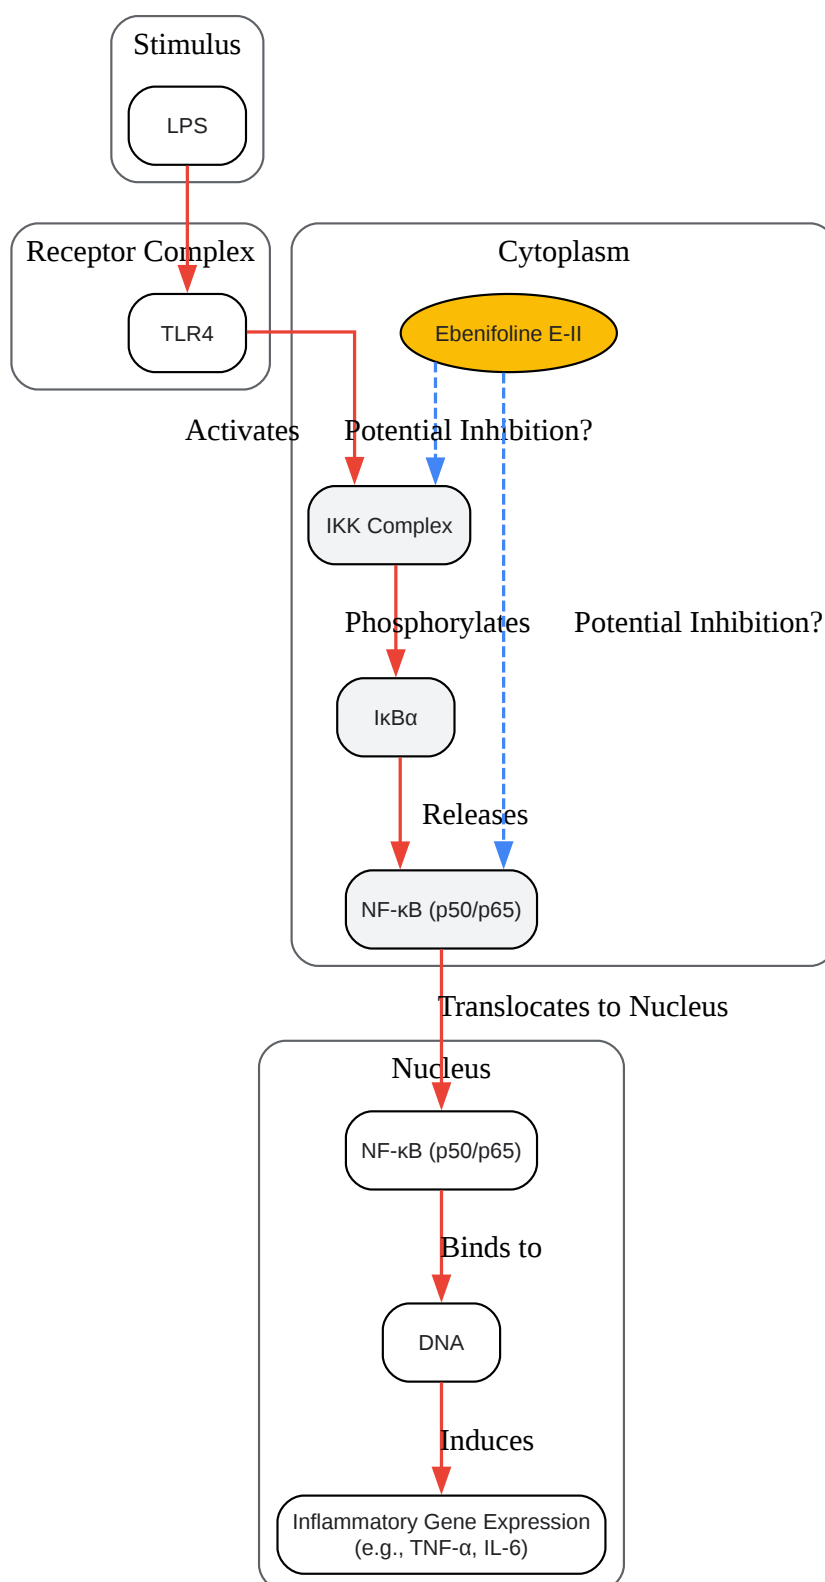 Stimulus
LPS
Receptor Complex
Cytoplasm
TLR4
Ebenifoline E-II
Activates
Potential Inhibition?
IKK Complex
Phosphorylates
Potential Inhibition?
IκBα
Releases
NF-κB (p50/p65)
Translocates to Nucleus
Nucleus
NF-κB (p50/p65)
Binds to
DNA
Induces
Inflammatory Gene Expression
(e.g., TNF-α, IL-6)